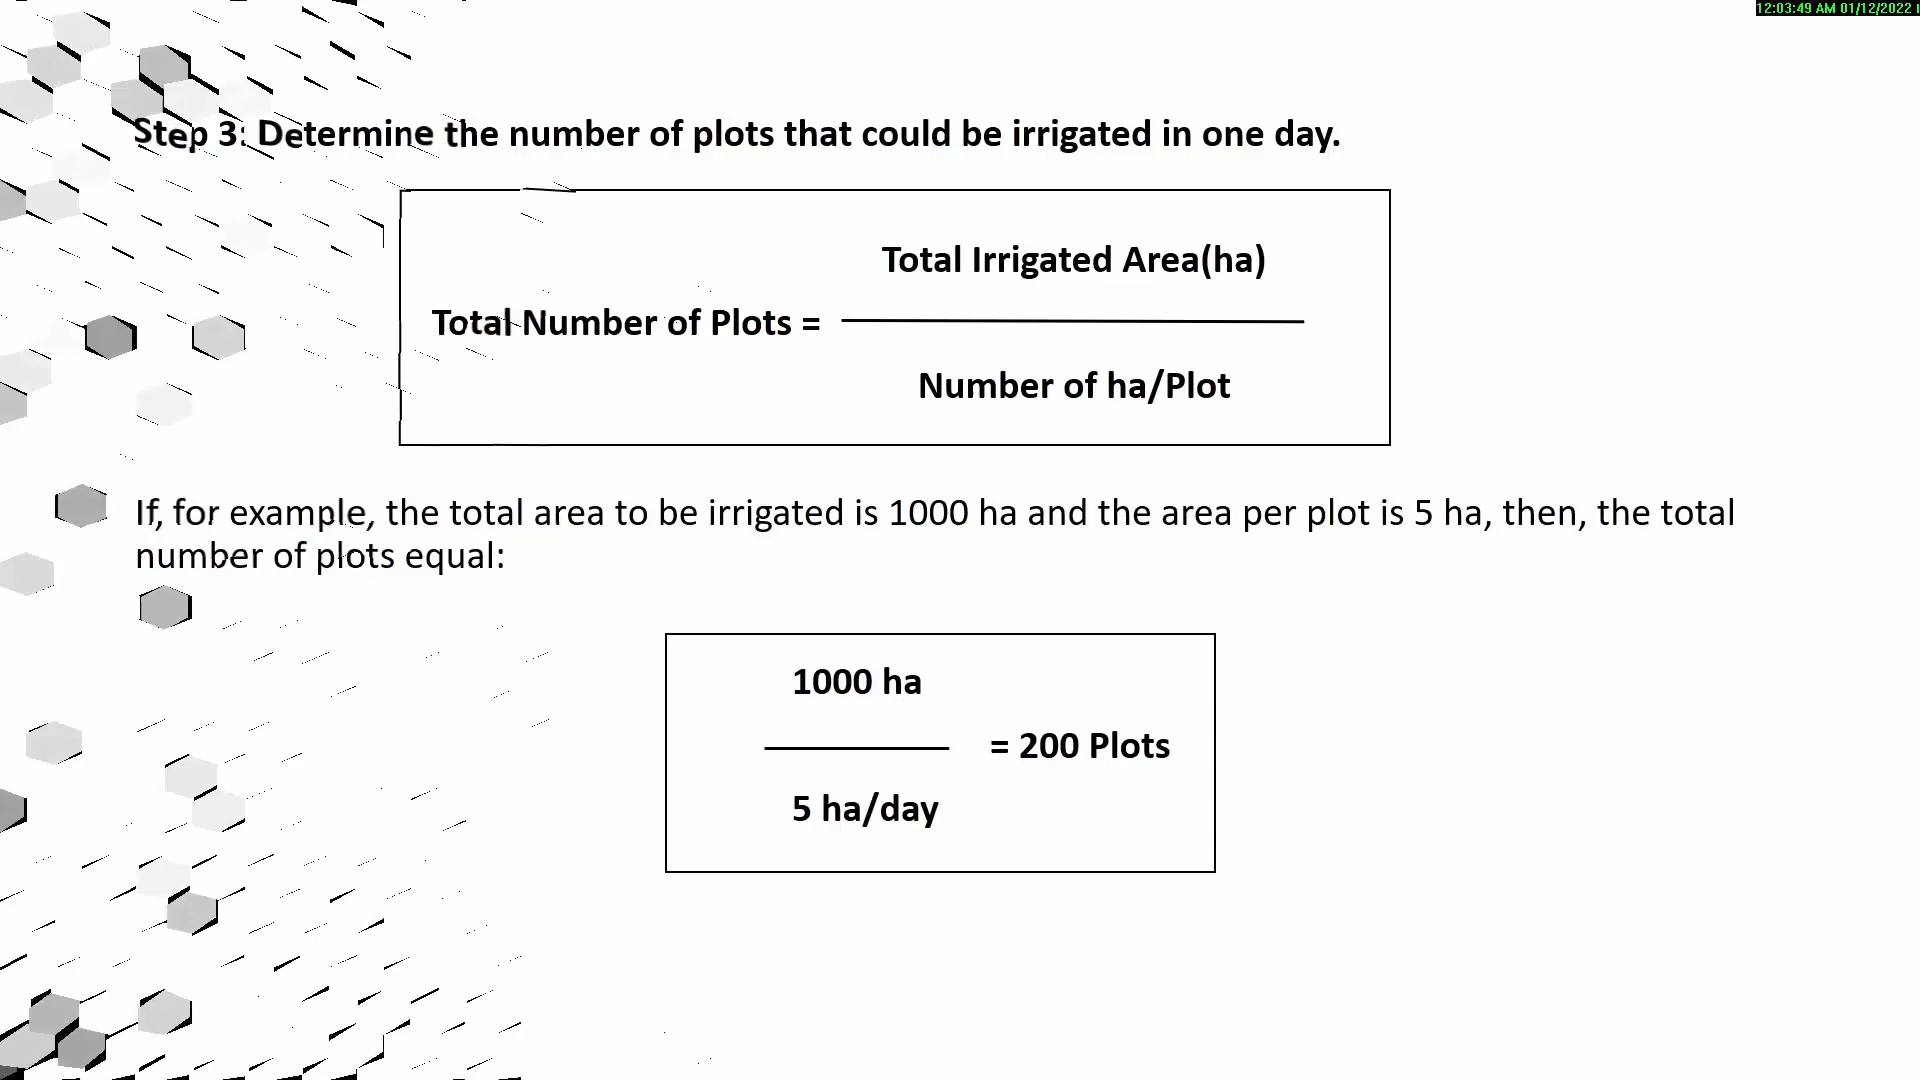 12:03:49 AM 01/12/2022
Step 3: Determine the number of plots that could be irrigated in one day.
Total Irrigated Area(ha)
Total Number of Plots =
Number of ha/Plot
If, for example, the total area to be irrigated is 1000 ha and the area per plot is 5 ha, then, the total
number of plots equal:
1000 ha
= 200 Plots
5 ha/day